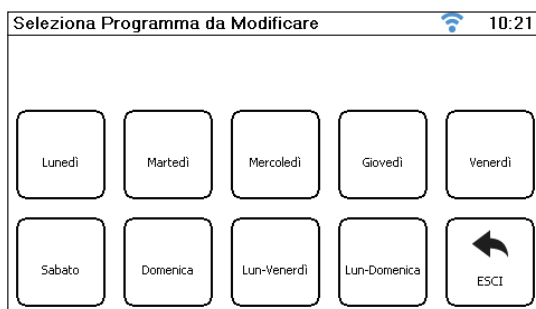 Seleziona Programma da Modificare 10:21
Lunedì Martedì Mercoledì Giovedì Venerdì
Sabato Domenica Lun-Venerdì Lun-Domenica ESCI